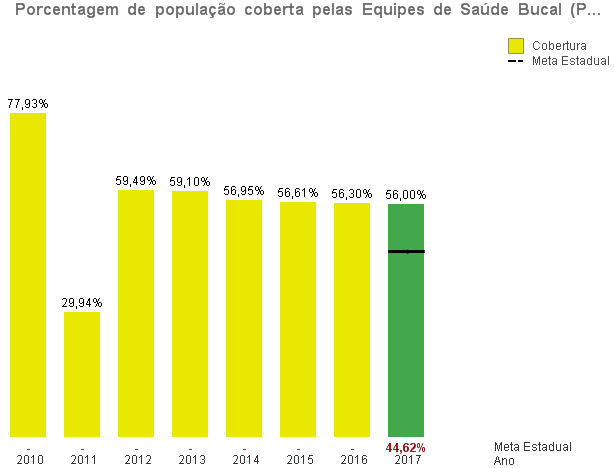 Porcentagem de população coberta pelas Equipes de Saúde Bucal (P...
Cobertura
Meta Estadual
77,93%
29,94%
59,49%
59,10%
56,95%
56,61%
56,30%
56,00%
- - - - - - - 44,62% Meta Estadual
2010 2011 2012 2013 2014 2015 2016 2017 Ano